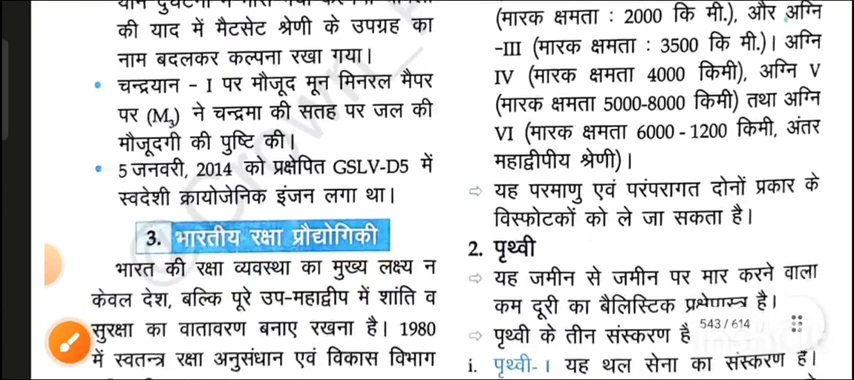 की याद में मैटसेट श्रेणी के उपग्रह का
नाम बदलकर कल्पना रखा गया।
• चन्द्रयान - I पर मौजूद मून मिनरल मैपर
पर (M3) ने चन्द्रमा की सतह पर जल की
मौजूदगी की पुष्टि की।
• 5 जनवरी, 2014 को प्रक्षेपित GSLV-D5 में
स्वदेशी क्रायोजेनिक इंजन लगा था।
3. भारतीय रक्षा प्रौद्योगिकी
भारत की रक्षा व्यवस्था का मुख्य लक्ष्य न
केवल देश, बल्कि पूरे उप-महाद्वीप में शांति व
सुरक्षा का वातावरण बनाए रखना है। 1980
में स्वतन्त्र रक्षा अनुसंधान एवं विकास विभाग
(मारक क्षमता : 2000 कि मी.), और अग्नि
-III (मारक क्षमता : 3500 कि मी.)। अग्नि
IV (मारक क्षमता 4000 किमी), अग्नि V
(मारक क्षमता 5000-8000 किमी) तथा अग्नि
VI (मारक क्षमता 6000 - 1200 किमी, अंतर
महाद्वीपीय श्रेणी)।
⇨ यह परमाणु एवं परंपरागत दोनों प्रकार के
विस्फोटकों को ले जा सकता है।
2. पृथ्वी
⇨ यह जमीन से जमीन पर मार करने वाला
कम दूरी का बैलिस्टिक प्रक्षेपास्त्र है।
⇨ पृथ्वी के तीन संस्करण है
543 / 614
i. पृथ्वी- I यह थल सेना का संस्करण है।